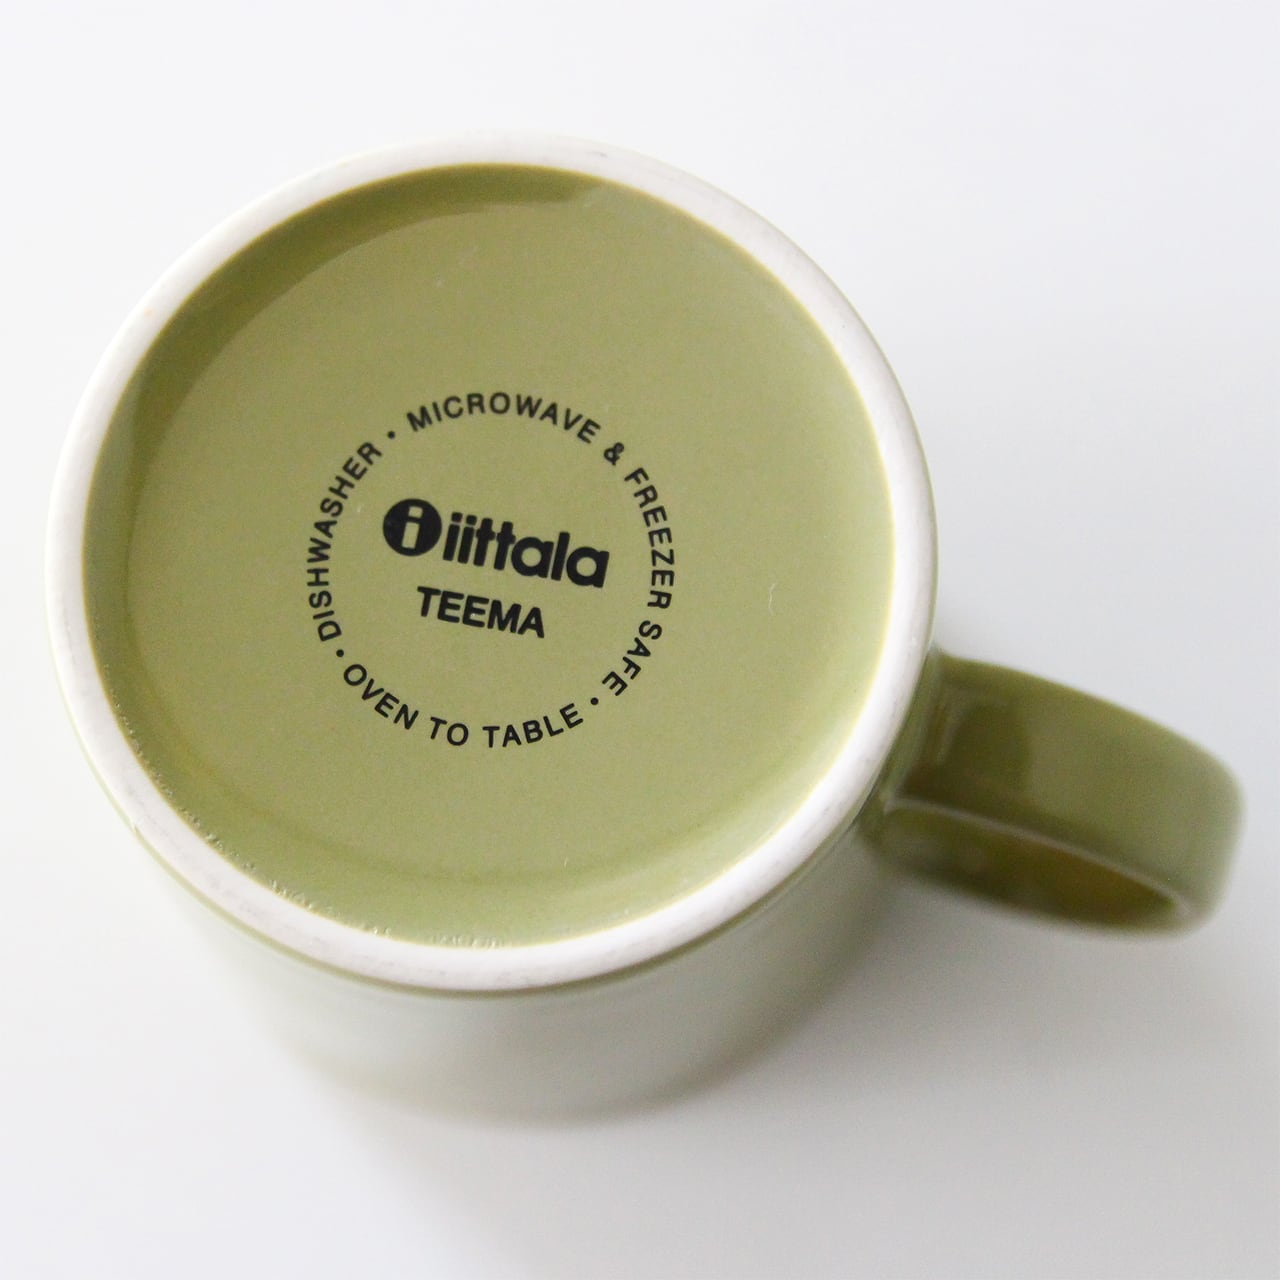 iittala
TEEMA
DISHWASHER • MICROWAVE & FREEZER SAFE • OVEN TO TABLE •